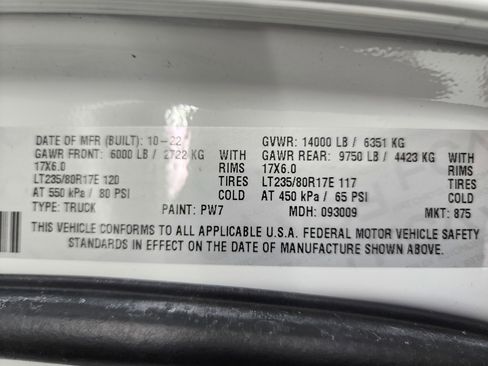 DATE OF MFR (BUILT): 10-22 GVWR: 14000 LB / 6351 KG
GAWR FRONT: 6000 LB / 2722 KG WITH GAWR REAR: 9750 LB / 4423 KG WITH
17X6.0 RIMS 17X6.0 RIMS
LT235/80R17E 120 TIRES LT235/80R17E 117 TIRES
AT 550 kPa / 80 PSI COLD AT 450 kPa / 65 PSI COLD
TYPE: TRUCK PAINT: PW7 MDH: 093009 MKT: 875
THIS VEHICLE CONFORMS TO ALL APPLICABLE U.S.A. FEDERAL MOTOR VEHICLE SAFETY
STANDARDS IN EFFECT ON THE DATE OF MANUFACTURE SHOWN ABOVE.